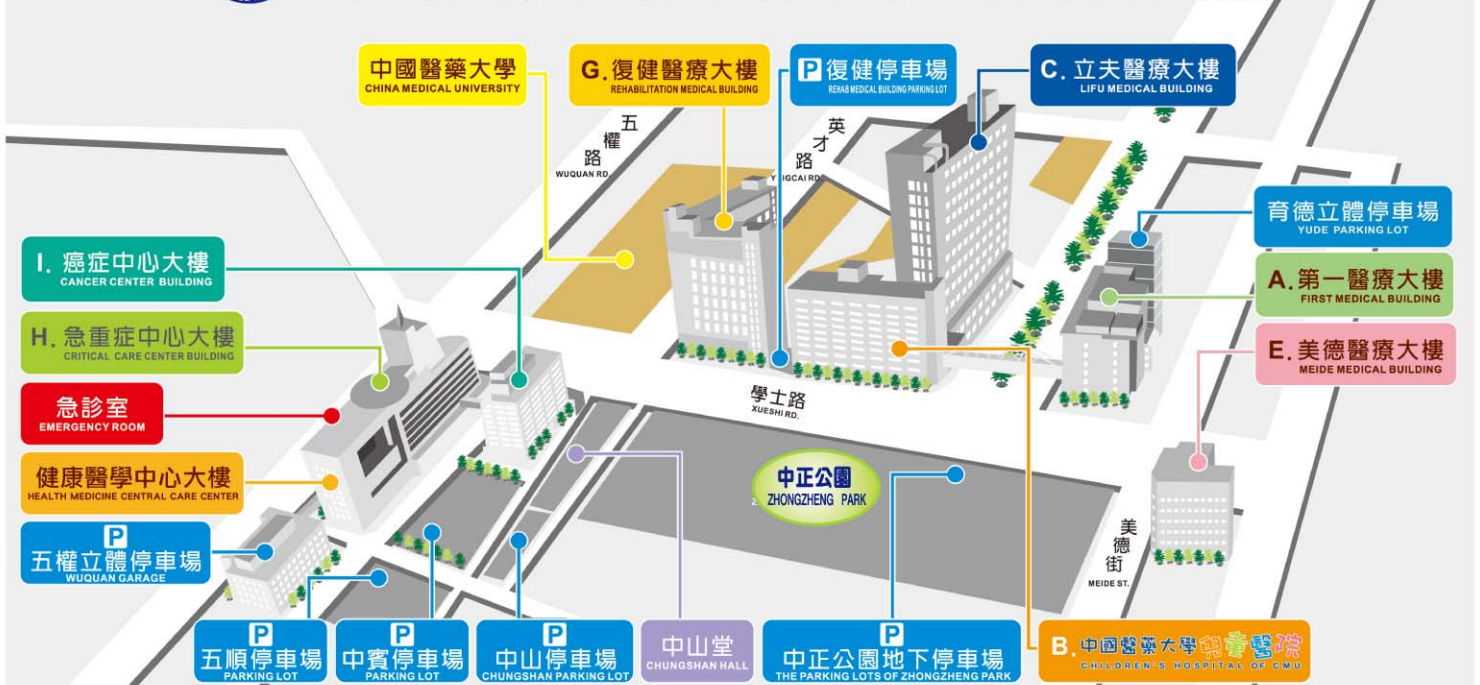 中國醫藥大學
CHINA MEDICAL UNIVERSITY
G.復健醫療大樓
REHABILITATION MEDICAL BUILDING
P 復健停車場
REHAB MEDICAL BUILDING PARKING LOT
C.立夫醫療大樓
LIFU MEDICAL BUILDING
五權路
WUQUAN RD.
英才路
YINGCAI RD.
育德立體停車場
YUDE PARKING LOT
I.癌症中心大樓
CANCER CENTER BUILDING
A.第一醫療大樓
FIRST MEDICAL BUILDING
H.急重症中心大樓
CRITICAL CARE CENTER BUILDING
E.美德醫療大樓
MEIDE MEDICAL BUILDING
急診室
EMERGENCY ROOM
學士路
XUESHI RD.
健康醫學中心大樓
HEALTH MEDICINE CENTRAL CARE CENTER
中正公園
ZHONGZHENG PARK
P
五權立體停車場
WUQUAN GARAGE
美德街
MEIDE ST.
P
五順停車場
PARKING LOT
P
中賓停車場
PARKING LOT
P
中山停車場
CHUNGSHAN PARKING LOT
中山堂
CHUNGSHAN HALL
P
中正公園地下停車場
THE PARKING LOTS OF ZHONGZHENG PARK
B.中國醫藥大學兒童醫院
CHILDREN'S HOSPITAL OF CMU